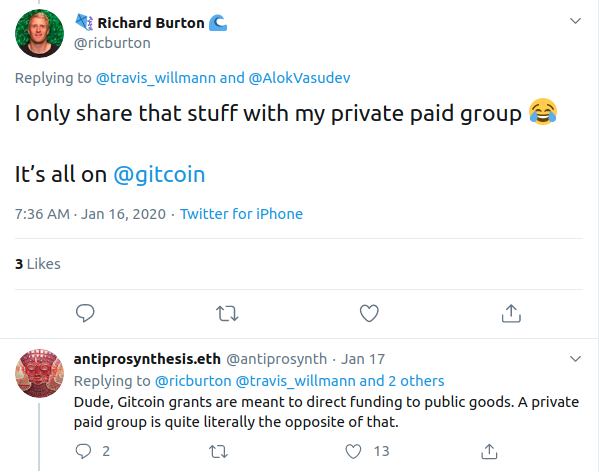 🪁 Richard Burton 🌊
@ricburton
Replying to @travis_willmann and @AlokVasudev
I only share that stuff with my private paid group 😂
It’s all on @gitcoin
7:36 AM · Jan 16, 2020 · Twitter for iPhone
3 Likes
antiprosynthesis.eth @antiprosynth · Jan 17
Replying to @ricburton @travis_willmann and 2 others
Dude, Gitcoin grants are meant to direct funding to public goods. A private
paid group is quite literally the opposite of that.
2 13